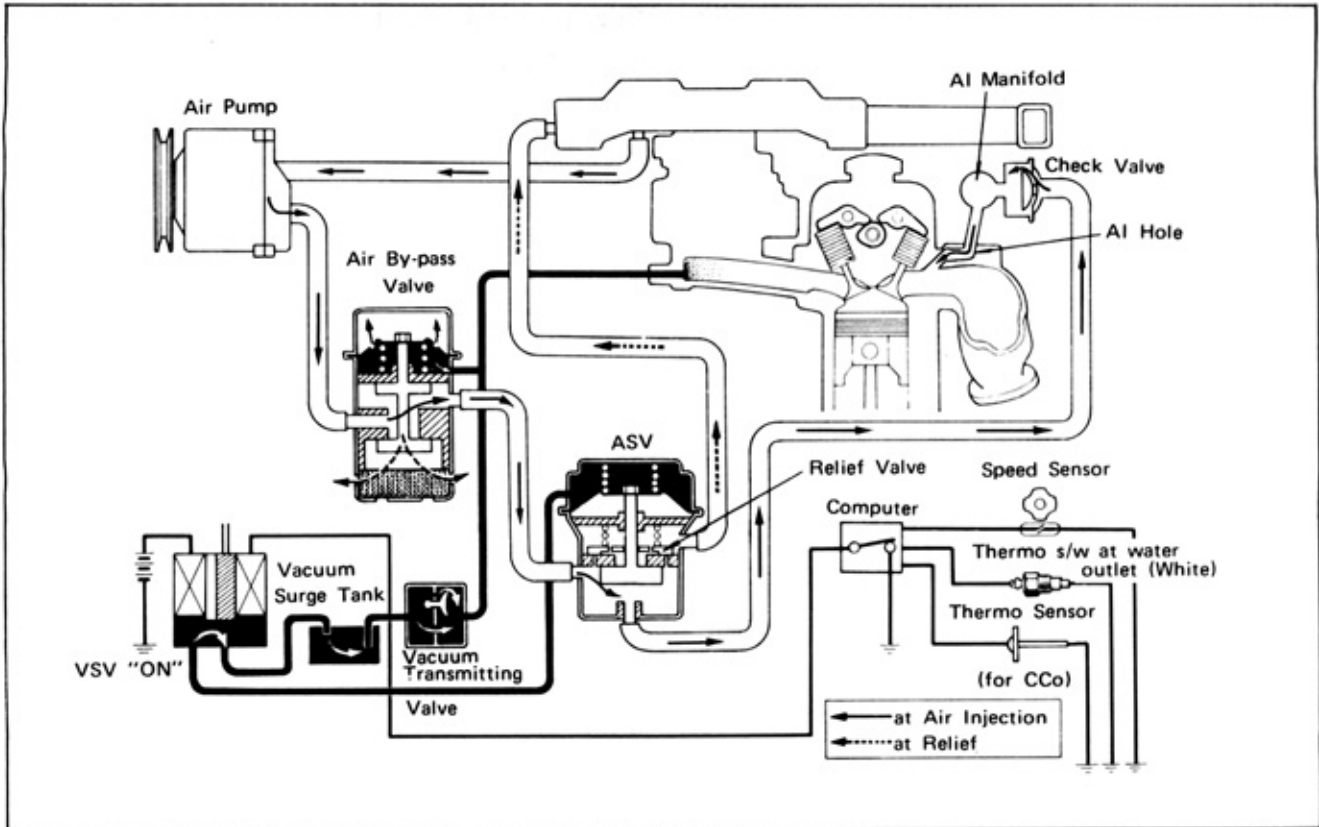 AI Manifold
Air Pump
Check Valve
AI Hole
Air By-pass
Valve
ASV
Relief Valve
Speed Sensor
Computer
Thermo s/w at water
outlet (White)
Vacuum
Surge Tank
Thermo Sensor
VSV "ON"
Vacuum
Transmitting
Valve
(for CCo)
at Air Injection
at Relief